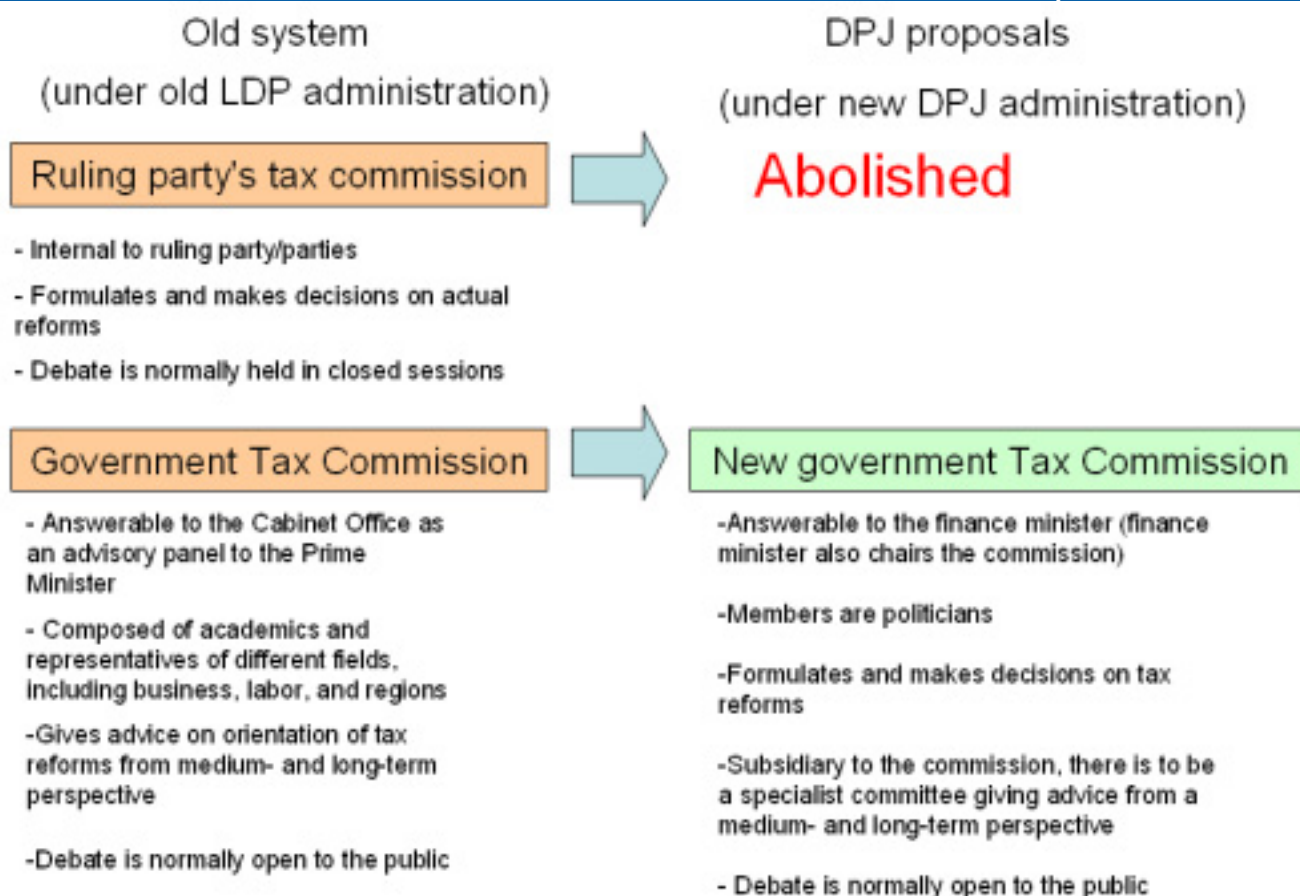 Old system
(under old LDP administration)
Ruling party's tax commission
- Internal to ruling party/parties
- Formulates and makes decisions on actual
reforms
- Debate is normally held in closed sessions
DPJ proposals
(under new DPJ administration)
Abolished
Government Tax Commission
- Answerable to the Cabinet Office as
an advisory panel to the Prime
Minister
- Composed of academics and
representatives of different fields,
including business, labor, and regions
-Gives advice on orientation of tax
reforms from medium- and long-term
perspective
-Debate is normally open to the public
New government Tax Commission
-Answerable to the finance minister (finance
minister also chairs the commission)
-Members are politicians
-Formulates and makes decisions on tax
reforms
-Subsidiary to the commission, there is to be
a specialist committee giving advice from a
medium- and long-term perspective
- Debate is normally open to the public